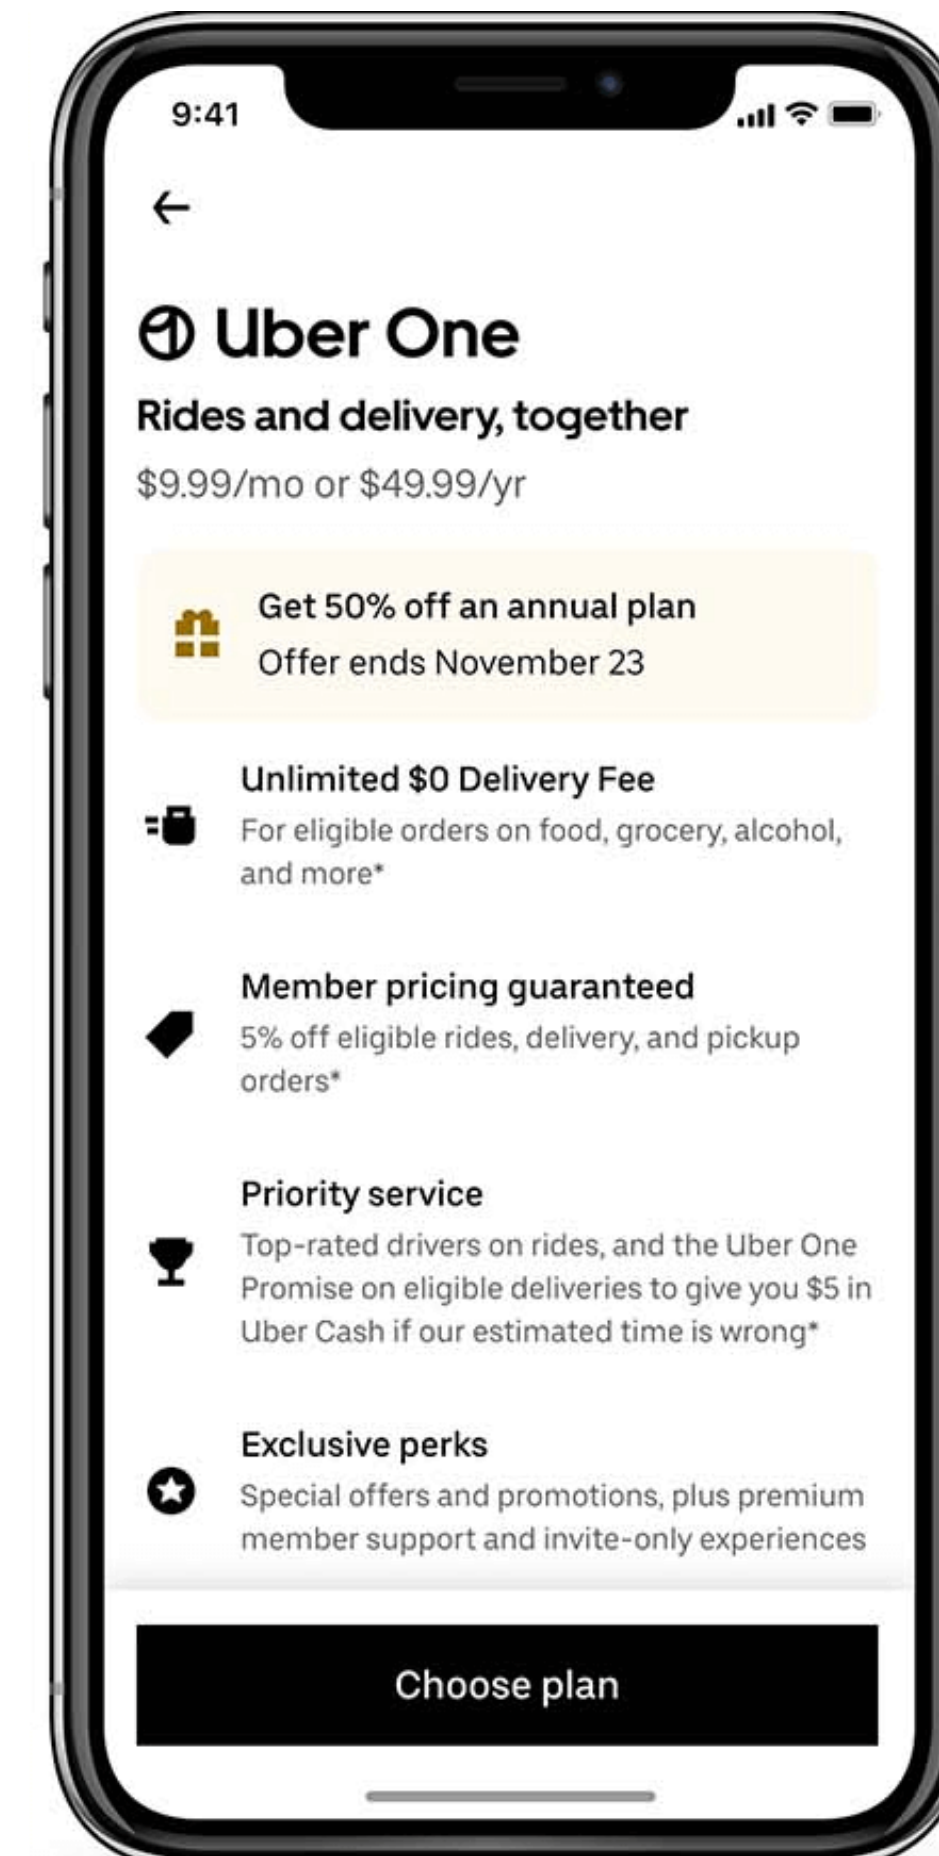 9:41
Uber One
Rides and delivery, together
$9.99/mo or $49.99/yr
Get 50% off an annual plan
Offer ends November 23
Unlimited $0 Delivery Fee
For eligible orders on food, grocery, alcohol,
and more*
Member pricing guaranteed
5% off eligible rides, delivery, and pickup
orders*
Priority service
Top-rated drivers on rides, and the Uber One
Promise on eligible deliveries to give you $5 in
Uber Cash if our estimated time is wrong*
Exclusive perks
Special offers and promotions, plus premium
member support and invite-only experiences
Choose plan